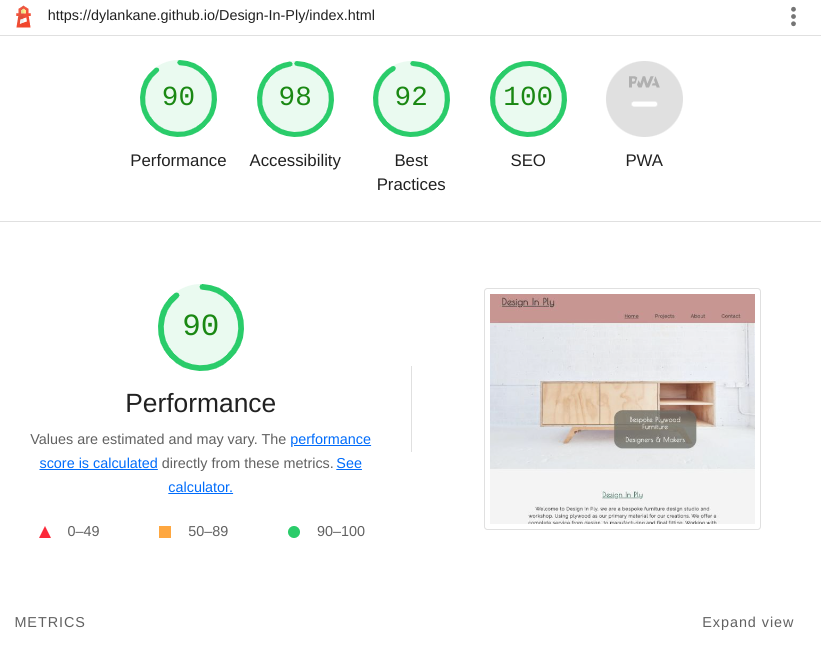 https://dylankane.github.io/Design-In-Ply/index.html
90
98
92
100
PWA
Performance
Accessibility
Best
Practices
SEO
PWA
90
Performance
Values are estimated and may vary. The performance
score is calculated directly from these metrics. See
calculator.
0–49
50–89
90–100
Design In Ply
Home Projects About Contact
Bespoke Plywood
Furniture
Designers & Makers
Design In Ply
Welcome to Design in Ply, we are a bespoke furniture design studio and
workshop. Using plywood as our primary material for our creations. We offer a
complete service from design, to manufacturing and final fitting. Working with
METRICS
Expand view